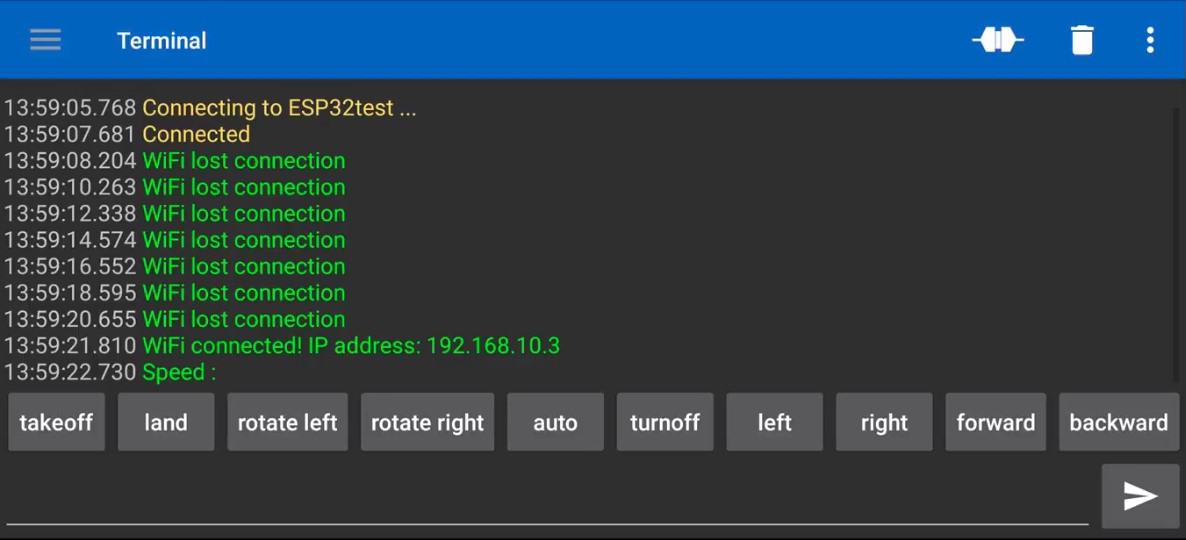 Terminal
13:59:05.768 Connecting to ESP32test ...
13:59:07.681 Connected
13:59:08.204 WiFi lost connection
13:59:10.263 WiFi lost connection
13:59:12.338 WiFi lost connection
13:59:14.574 WiFi lost connection
13:59:16.552 WiFi lost connection
13:59:18.595 WiFi lost connection
13:59:20.655 WiFi lost connection
13:59:21.810 WiFi connected! IP address: 192.168.10.3
13:59:22.730 Speed :
takeoff land rotate left rotate right auto turnoff left right forward backward